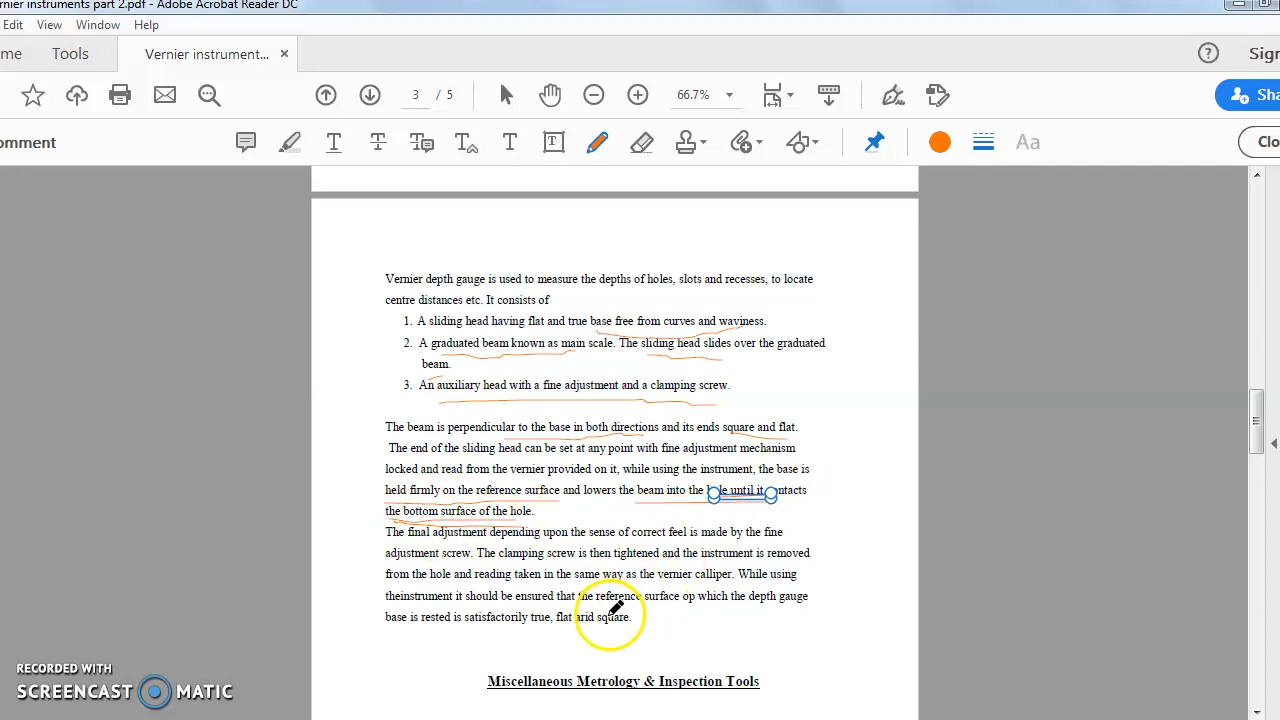 rnier instruments part 2.pdf - Adobe Acrobat Reader DC
Edit View Window Help
me Tools Vernier instrument... × ? Sign
3 / 5 66.7% Sha
omment T T T T T Aa Clo
Vernier depth gauge is used to measure the depths of holes, slots and recesses, to locate
centre distances etc. It consists of
1. A sliding head having flat and true base free from curves and waviness.
2. A graduated beam known as main scale. The sliding head slides over the graduated
beam.
3. An auxiliary head with a fine adjustment and a clamping screw.
The beam is perpendicular to the base in both directions and its ends square and flat.
The end of the sliding head can be set at any point with fine adjustment mechanism
locked and read from the vernier provided on it, while using the instrument, the base is
held firmly on the reference surface and lowers the beam into the hole until it contacts
the bottom surface of the hole.
The final adjustment depending upon the sense of correct feel is made by the fine
adjustment screw. The clamping screw is then tightened and the instrument is removed
from the hole and reading taken in the same way as the vernier calliper. While using
theinstrument it should be ensured that the reference surface op which the depth gauge
base is rested is satisfactorily true, flat arid square.
Miscellaneous Metrology & Inspection Tools
RECORDED WITH
SCREENCAST MATIC